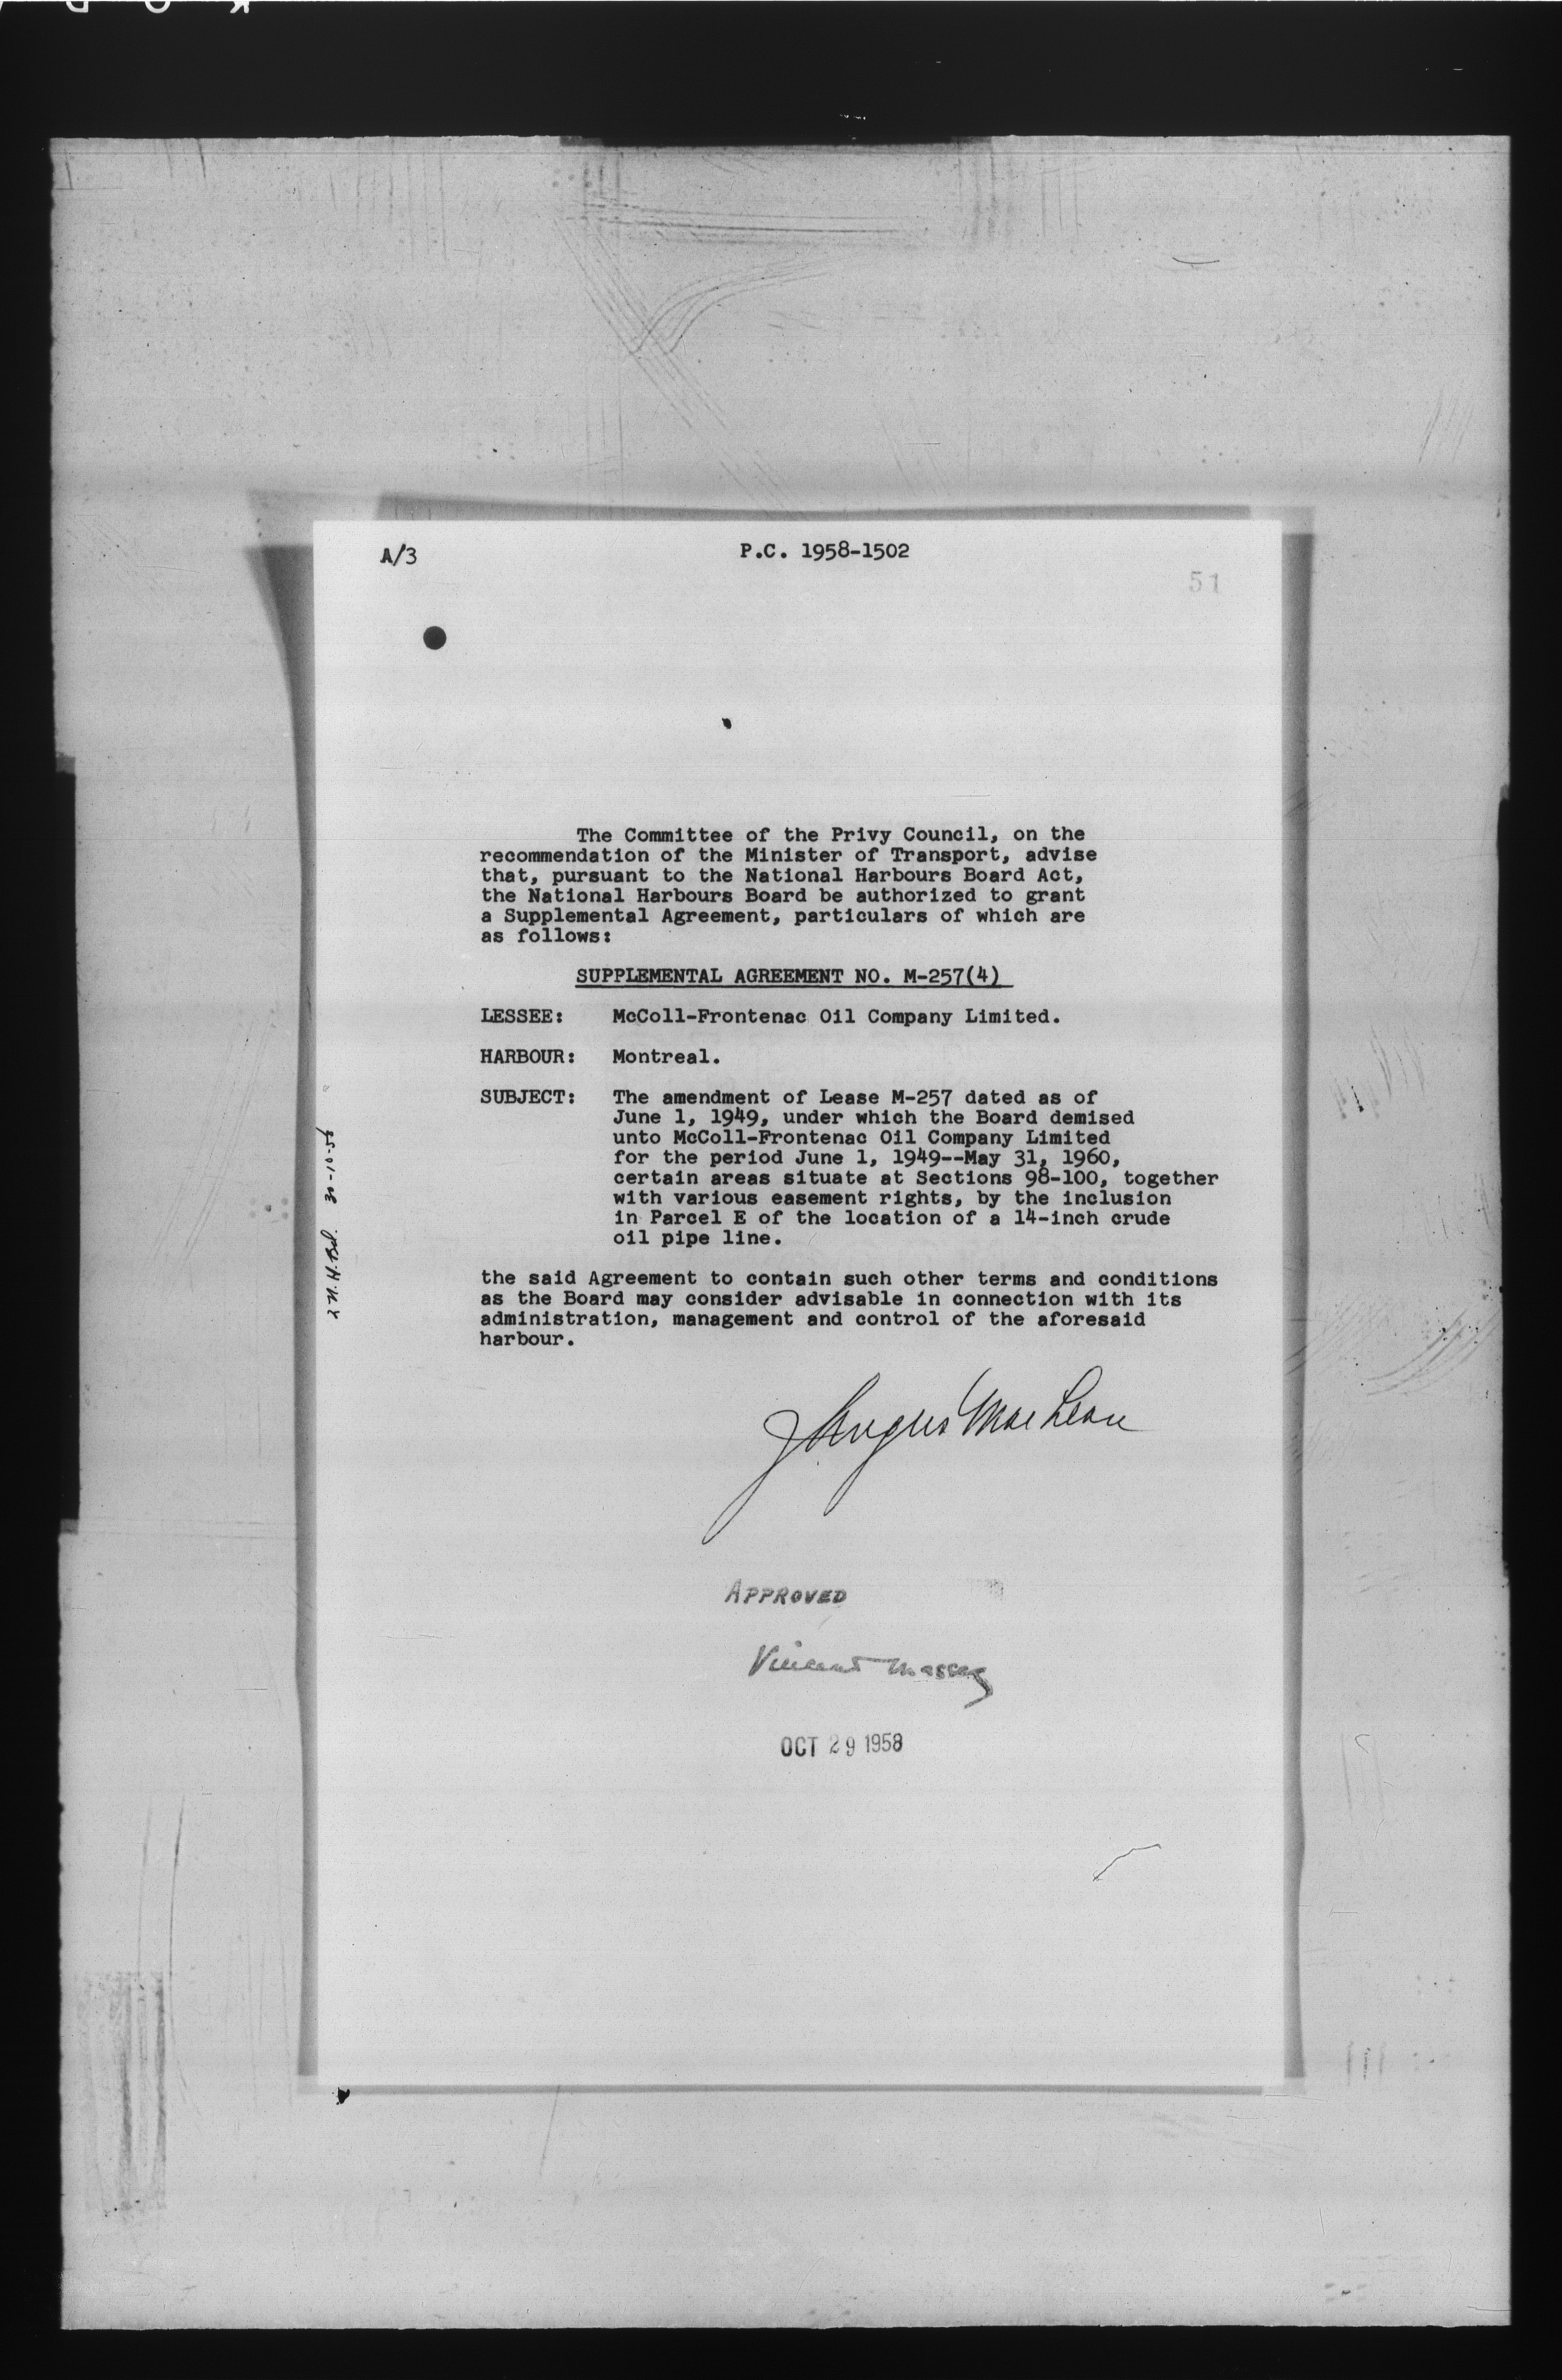 A/3
P.C. 1958-1502
51
The Committee of the Privy Council, on the
recommendation of the Minister of Transport, advise
that, pursuant to the National Harbours Board Act,
the National Harbours Board be authorized to grant
a Supplemental Agreement, particulars of which are
as follows:
SUPPLEMENTAL AGREEMENT NO. M-257(4)
LESSEE: McColl-Frontenac Oil Company Limited.
HARBOUR: Montreal.
SUBJECT: The amendment of Lease M-257 dated as of
June 1, 1949, under which the Board demised
unto McColl-Frontenac Oil Company Limited
for the period June 1, 1949--May 31, 1960,
certain areas situate at Sections 98-100, together
with various easement rights, by the inclusion
in Parcel E of the location of a 14-inch crude
oil pipe line.
the said Agreement to contain such other terms and conditions
as the Board may consider advisable in connection with its
administration, management and control of the aforesaid
harbour.
2 N.H.Bd. 30-10-58
J Angus MacLean
APPROVED
Vincent Massey
OCT 29 1958